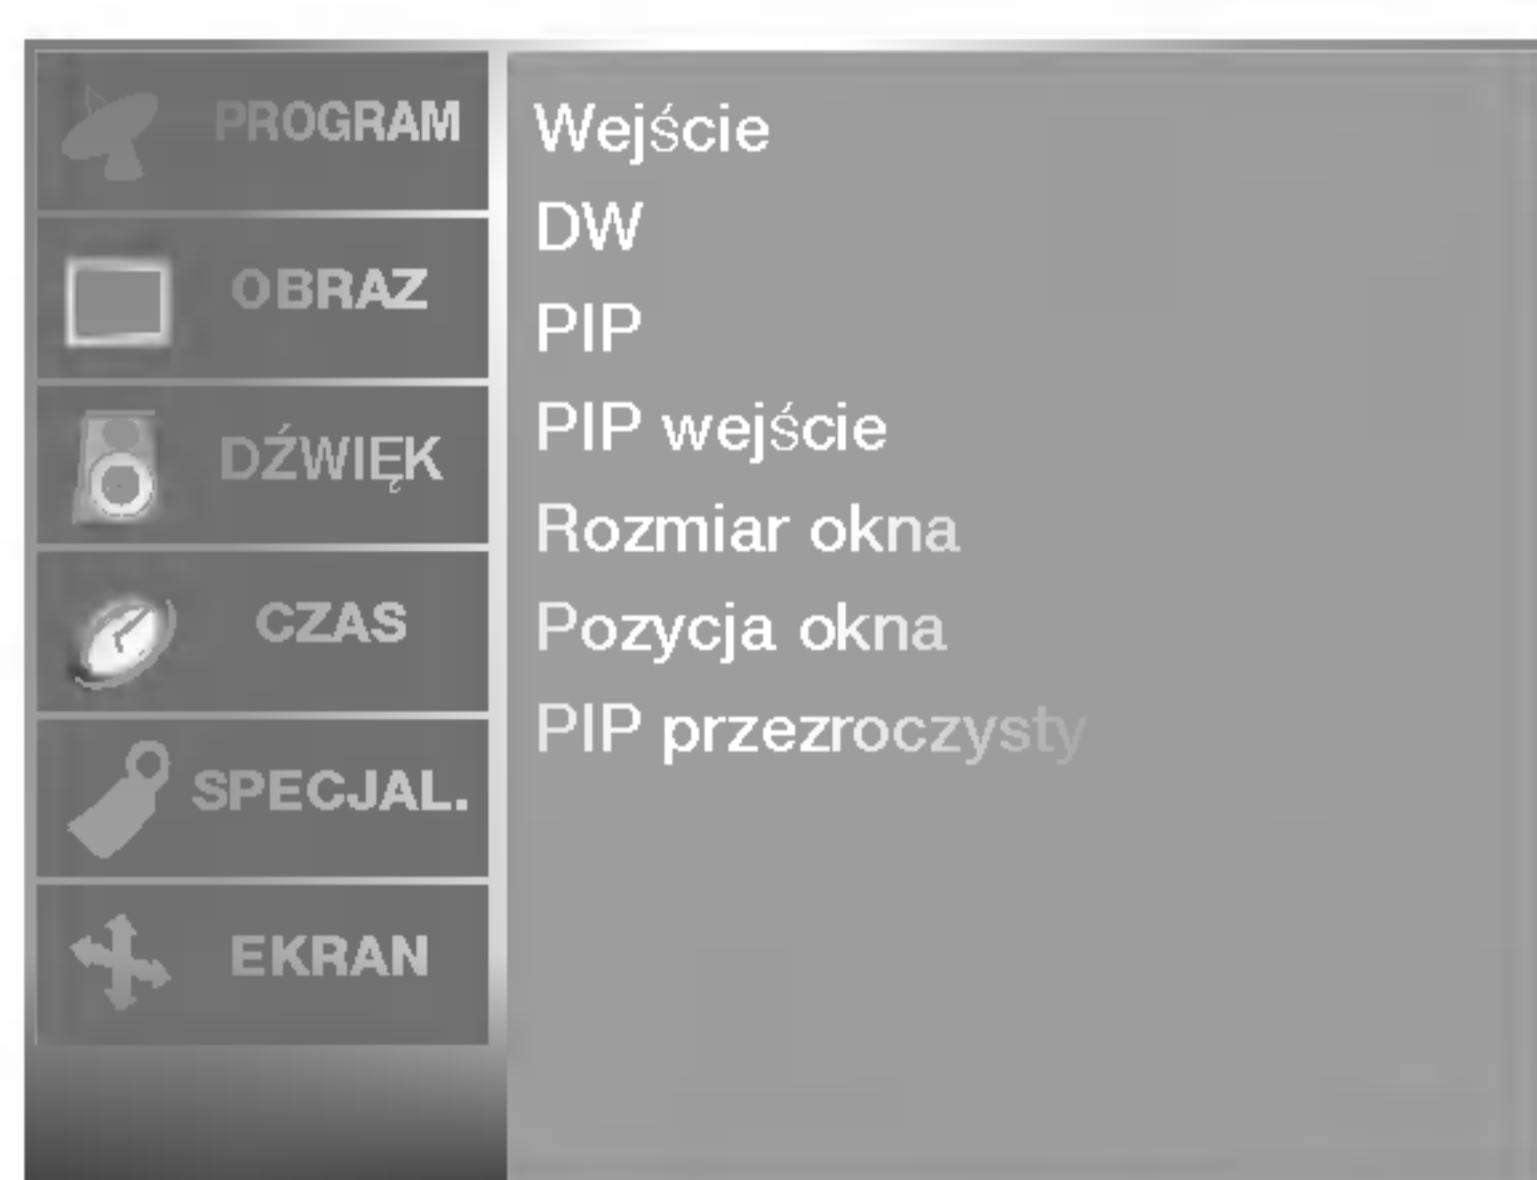 PROGRAM
OBRAZ
DŹWIĘK
CZAS
SPECJAL.
EKRAN
Wejście
DW
PIP
PIP wejście
Rozmiar okna
Pozycja okna
PIP przezroczysty